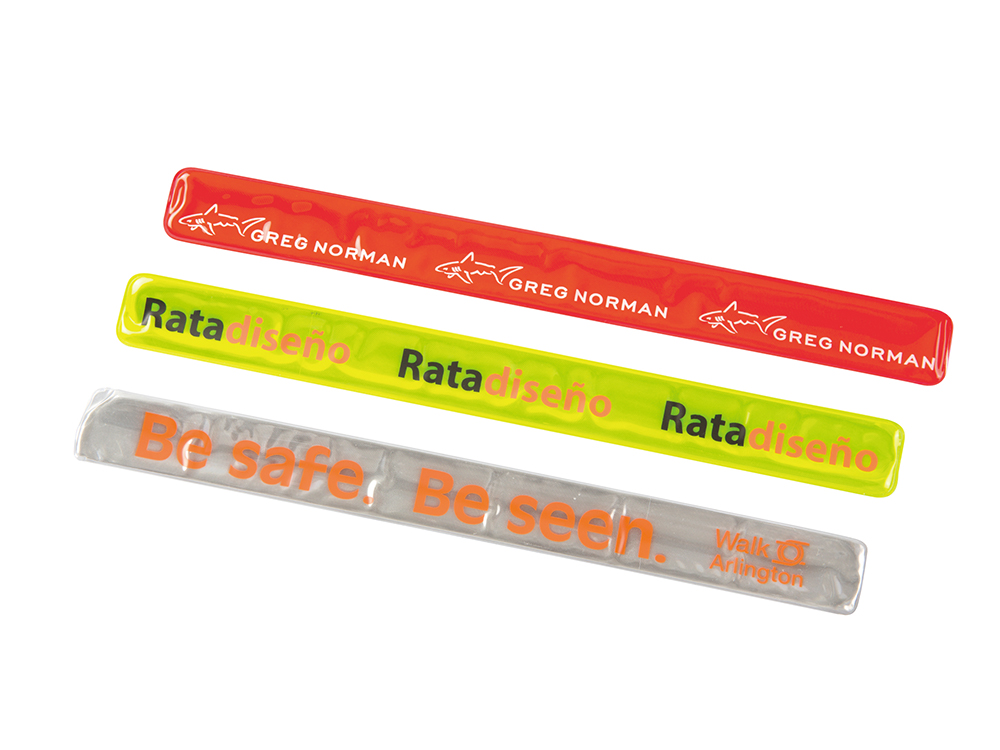 GREG NORMAN GREG NORMAN GREG NORMAN
Ratadiseño Ratadiseño Ratadiseño
Be safe. Be seen.
Walk
Arlington